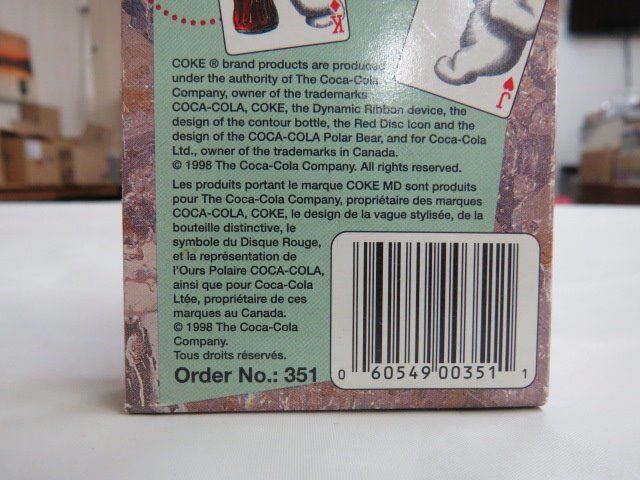 K
J
COKE ® brand products are produced
under the authority of The Coca-Cola
Company, owner of the trademarks
COCA-COLA, COKE, the Dynamic Ribbon device, the
design of the contour bottle, the Red Disc Icon and the
design of the COCA-COLA Polar Bear, and for Coca-Cola
Ltd., owner of the trademarks in Canada.
© 1998 The Coca-Cola Company. All rights reserved.
Les produits portant le marque COKE MD sont produits
pour The Coca-Cola Company, propriétaire des marques
COCA-COLA, COKE, le design de la vague stylisée, de la
bouteille distinctive, le
symbole du Disque Rouge,
et la représentation de
l'Ours Polaire COCA-COLA,
ainsi que pour Coca-Cola
Ltée, propriétaire de ces
marques au Canada.
© 1998 The Coca-Cola
Company.
Tous droits réservés.
Order No.: 351
0 60549 00351 1